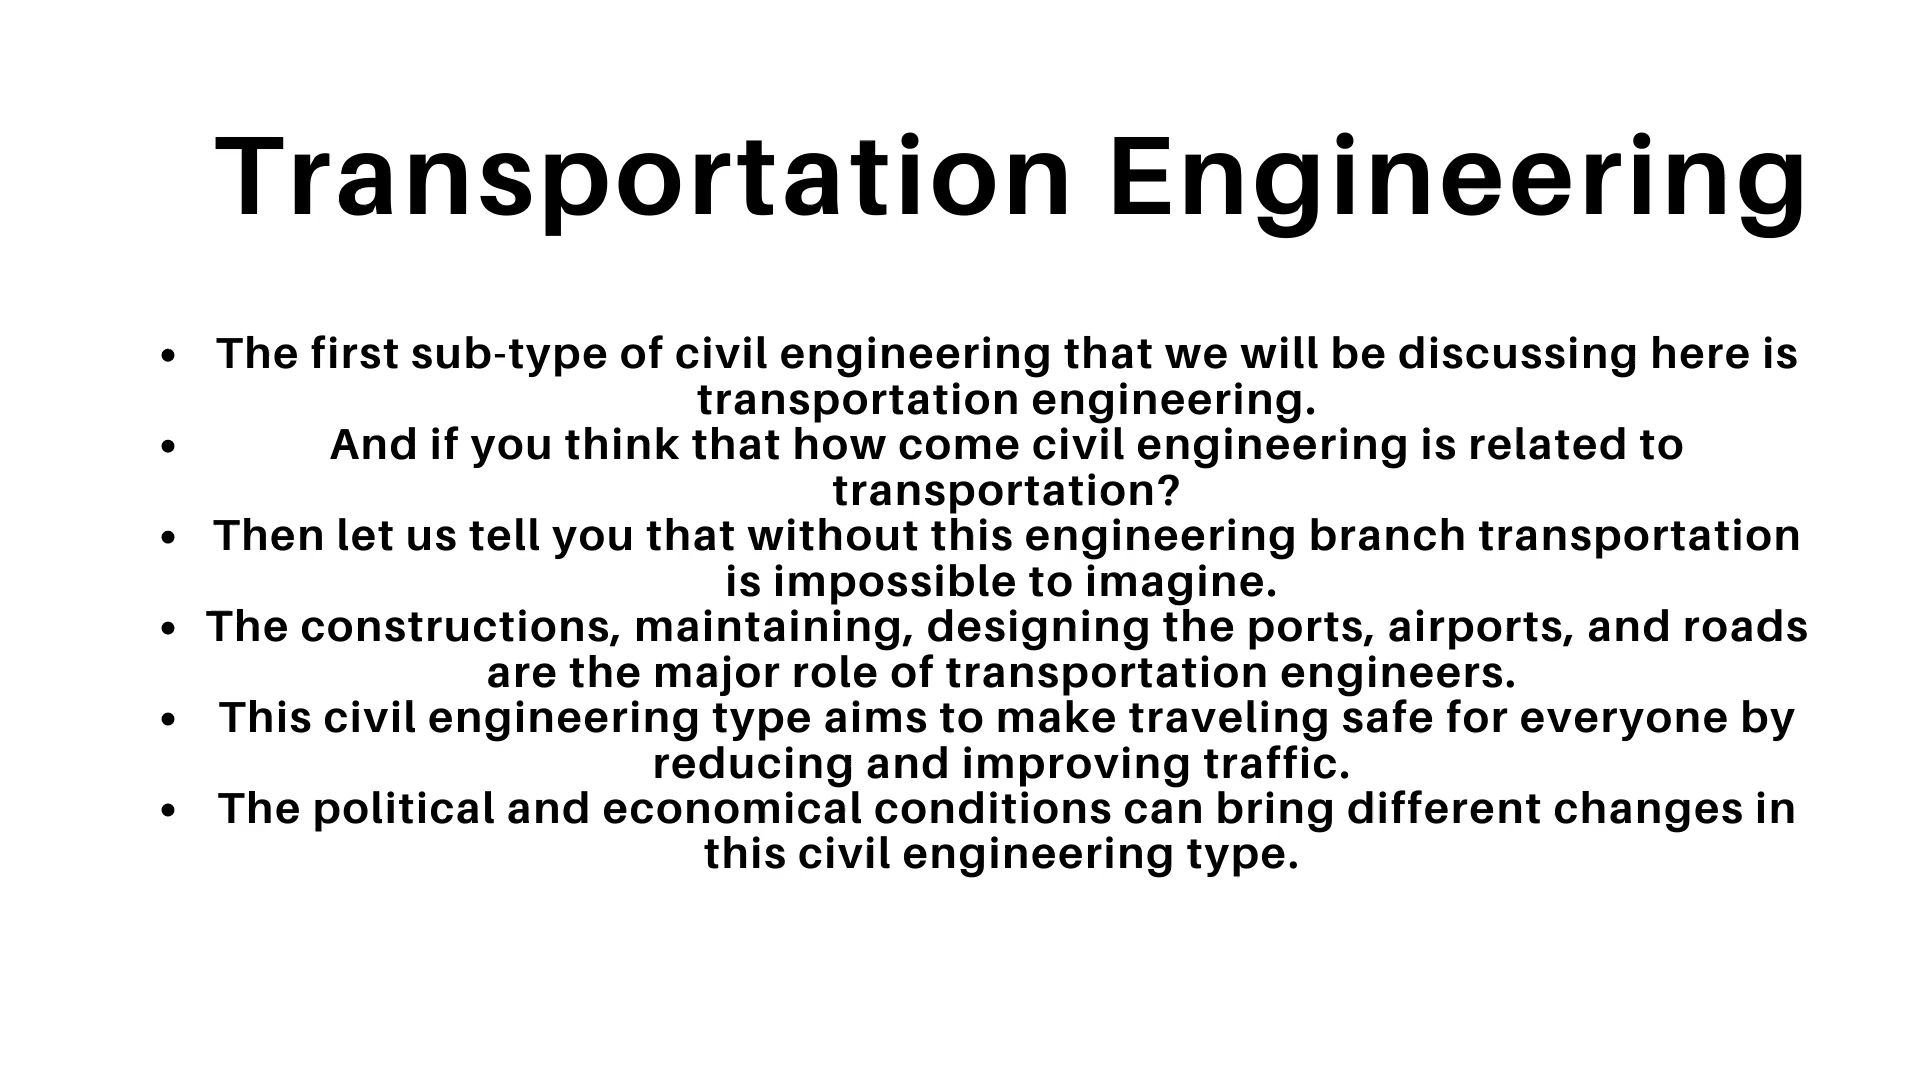 Transportation Engineering
• The first sub-type of civil engineering that we will be discussing here is
transportation engineering.
• And if you think that how come civil engineering is related to
transportation?
• Then let us tell you that without this engineering branch transportation
is impossible to imagine.
• The constructions, maintaining, designing the ports, airports, and roads
are the major role of transportation engineers.
• This civil engineering type aims to make traveling safe for everyone by
reducing and improving traffic.
• The political and economical conditions can bring different changes in
this civil engineering type.